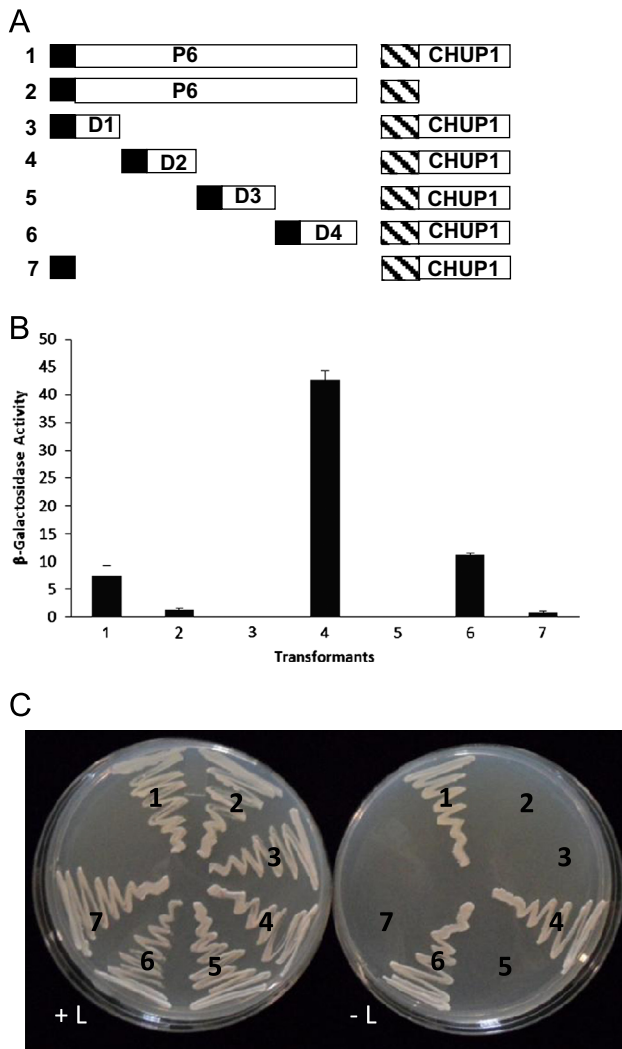 A
1 P6 CHUP1
2 P6
3 D1 CHUP1
4 D2 CHUP1
5 D3 CHUP1
6 D4 CHUP1
7 CHUP1
B
50
45
40
35
30
25
20
15
10
5
0
β-Galactosidase Activity
1 2 3 4 5 6 7
Transformants
C
1 2 3 4 5 6 7
+ L
1 2 3 4 5 6 7
- L